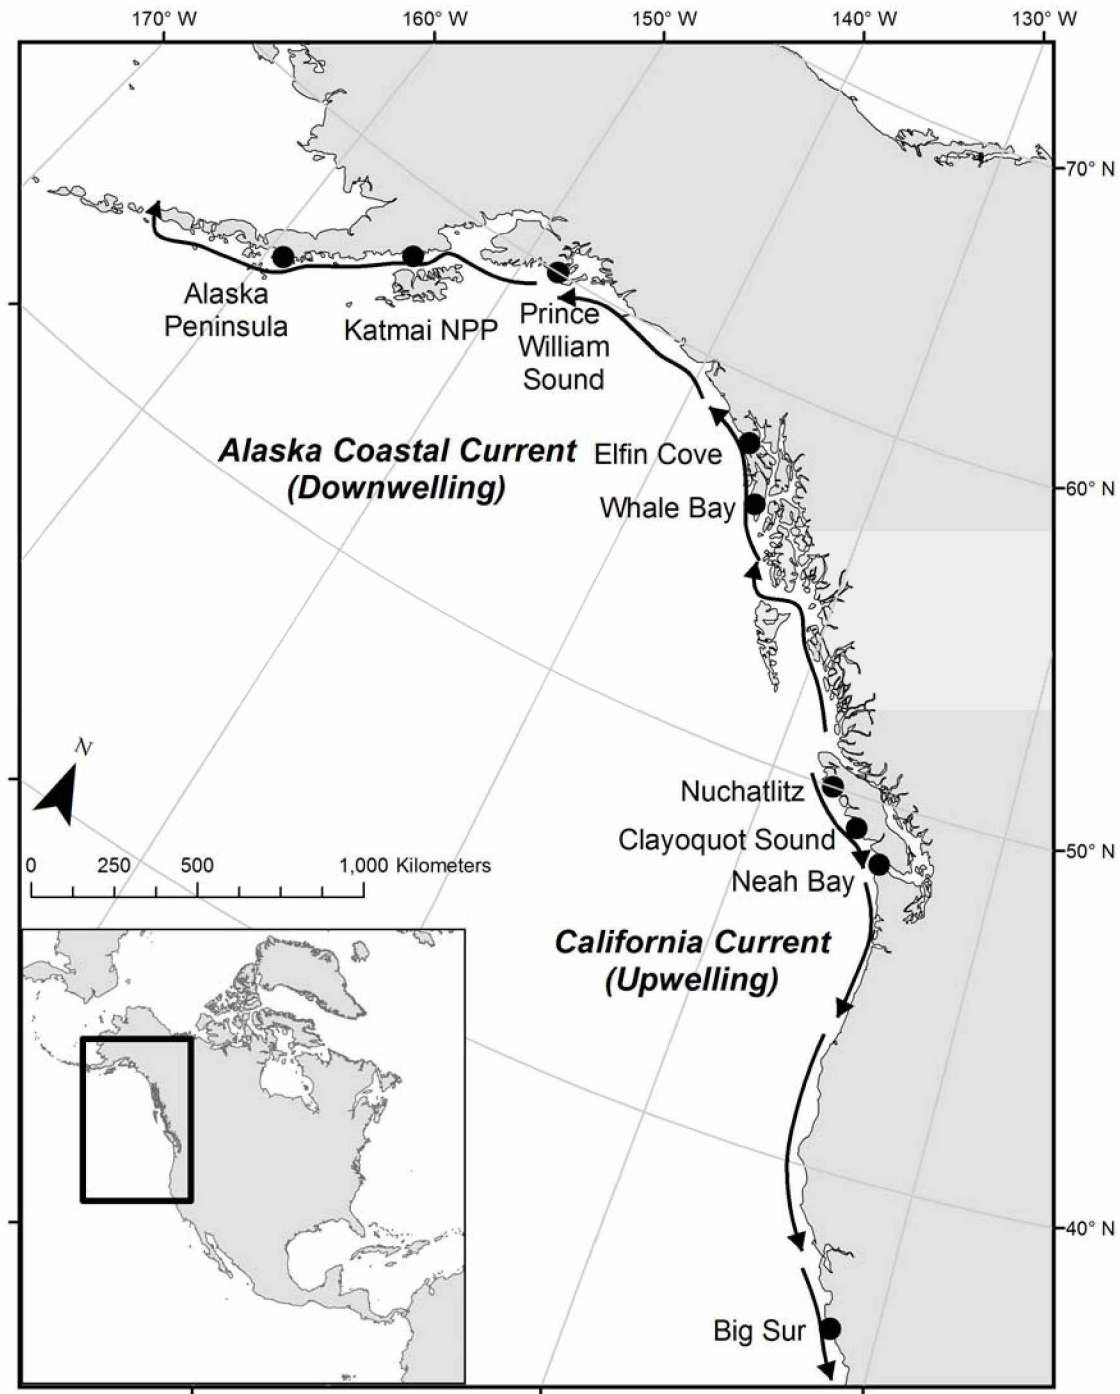 170° W
160° W
150° W
140° W
130° W
70° N
Alaska
Peninsula
Katmai NPP
Prince
William
Sound
Alaska Coastal Current
(Downwelling)
Elfin Cove
60° N
Whale Bay
N
Nuchatlitz
Clayoquot Sound
50° N
0 250 500 1,000 Kilometers
Neah Bay
California Current
(Upwelling)
40° N
Big Sur